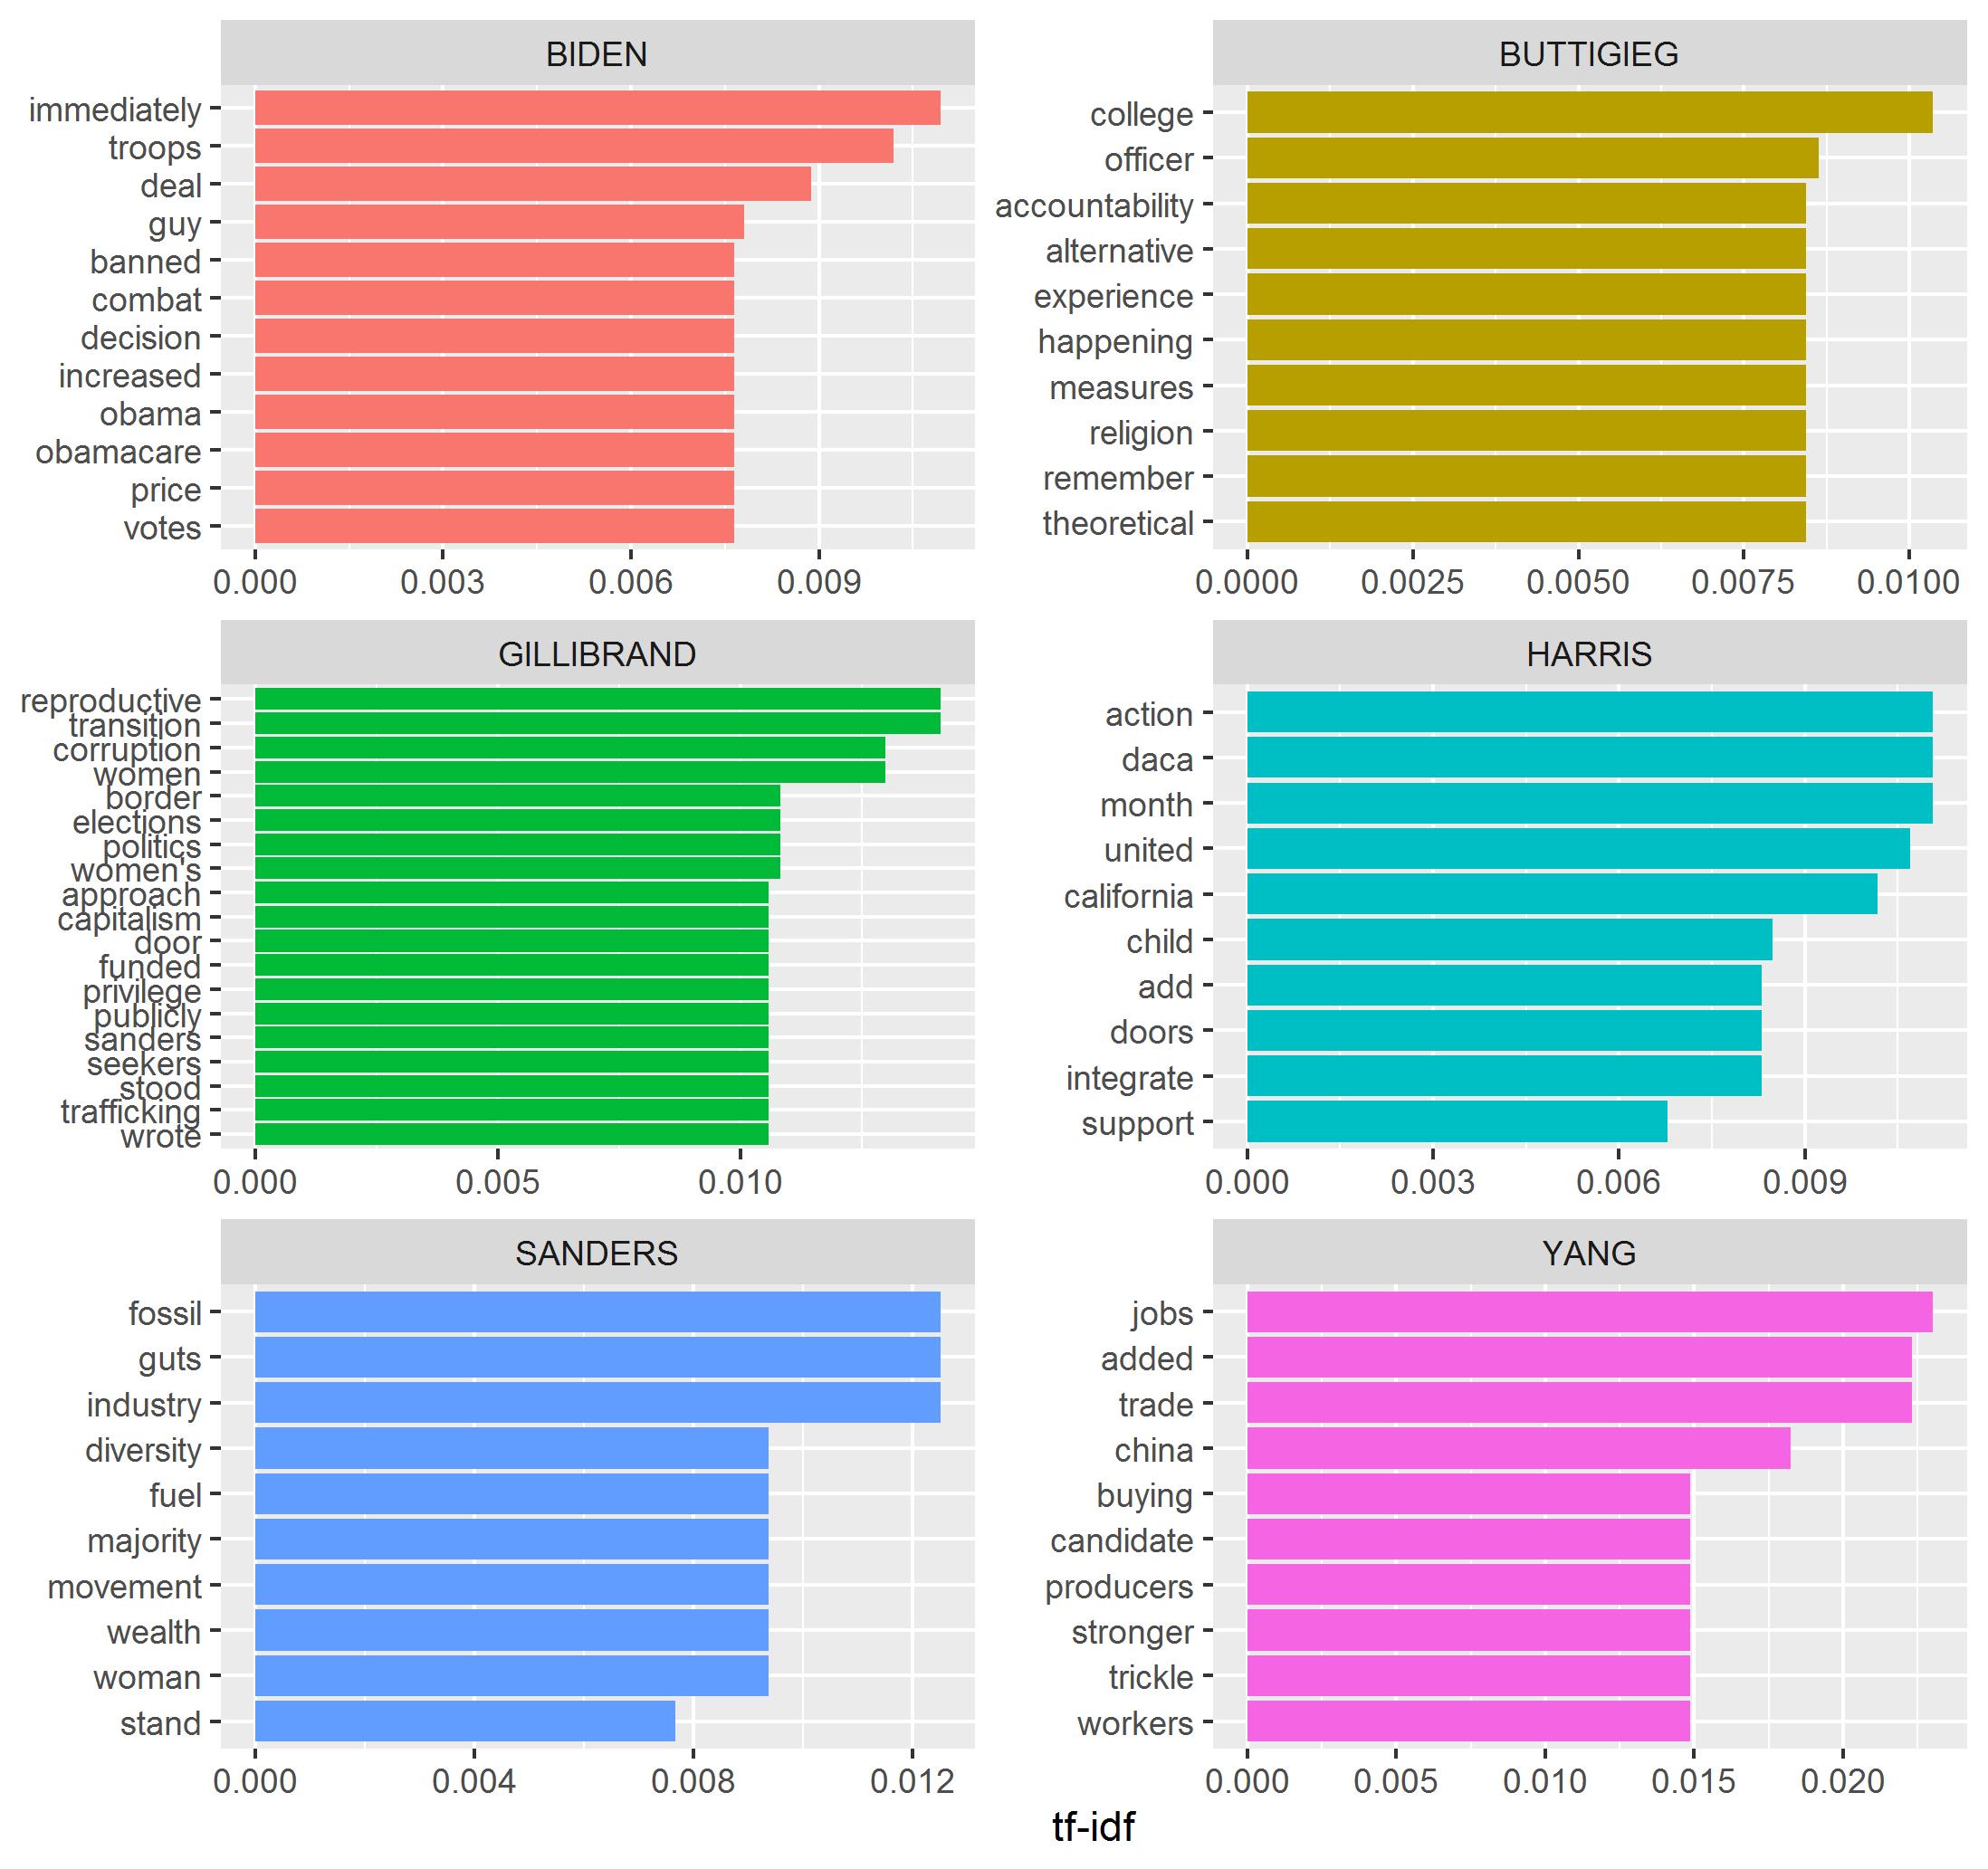 BIDEN
immediately
troops
deal
guy
banned
combat
decision
increased
obama
obamacare
price
votes
0.000 0.003 0.006 0.009
BUTTIGIEG
college
officer
accountability
alternative
experience
happening
measures
religion
remember
theoretical
0.0000 0.0025 0.0050 0.0075 0.0100
GILLIBRAND
reproductive
transition
corruption
women
border
elections
politics
women's
approach
capitalism
door
funded
privilege
publicly
sanders
seekers
stood
trafficking
wrote
0.000 0.005 0.010
HARRIS
action
daca
month
united
california
child
add
doors
integrate
support
0.000 0.003 0.006 0.009
SANDERS
fossil
guts
industry
diversity
fuel
majority
movement
wealth
woman
stand
0.000 0.004 0.008 0.012
YANG
jobs
added
trade
china
buying
candidate
producers
stronger
trickle
workers
0.000 0.005 0.010 0.015 0.020
tf-idf